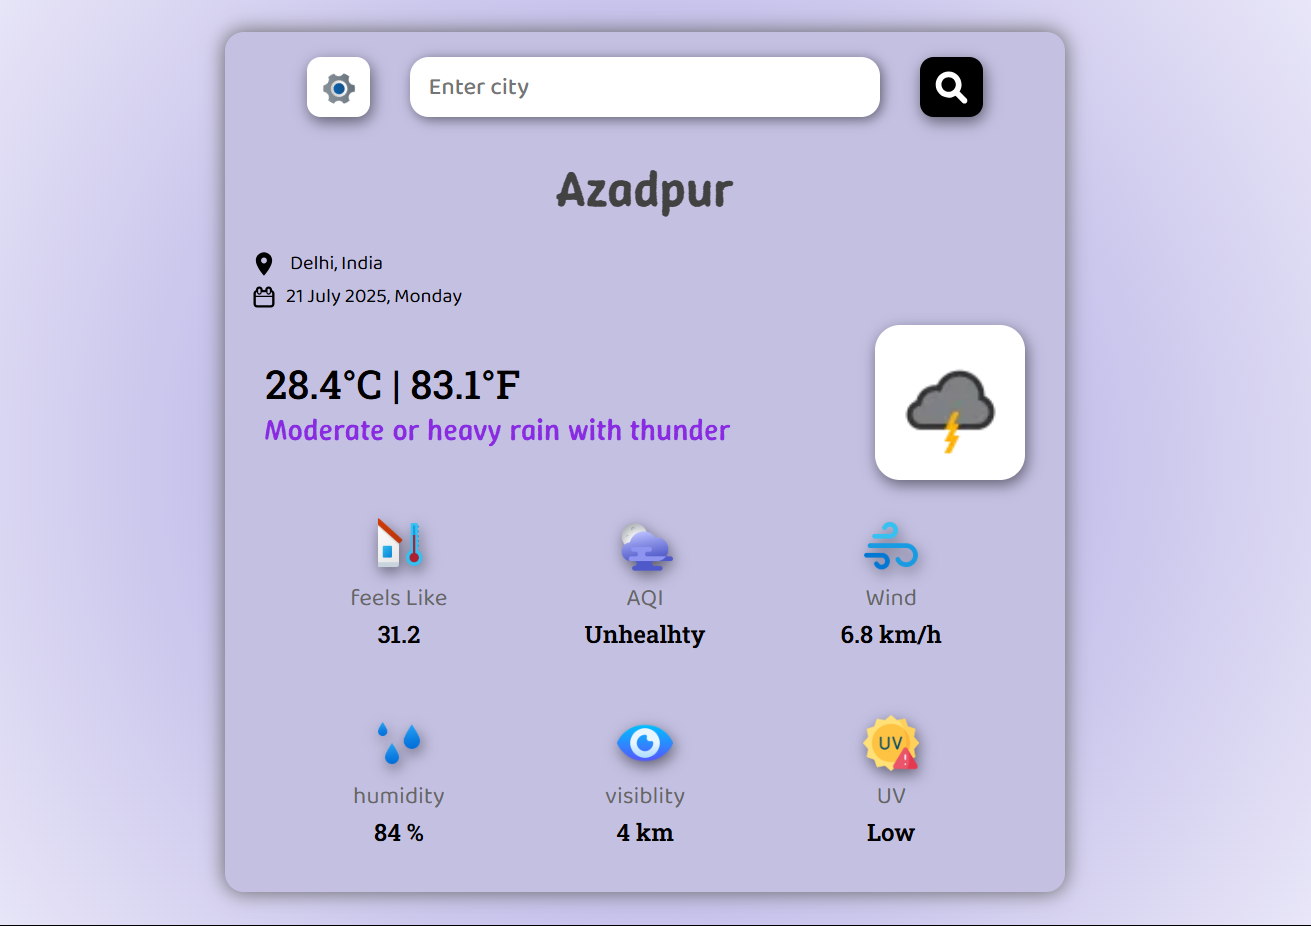 Enter city
Azadpur
Delhi, India
21 July 2025, Monday
28.4°C | 83.1°F
Moderate or heavy rain with thunder
feels Like
31.2
AQI
Unhealhty
Wind
6.8 km/h
humidity
84 %
visiblity
4 km
UV
UV
Low